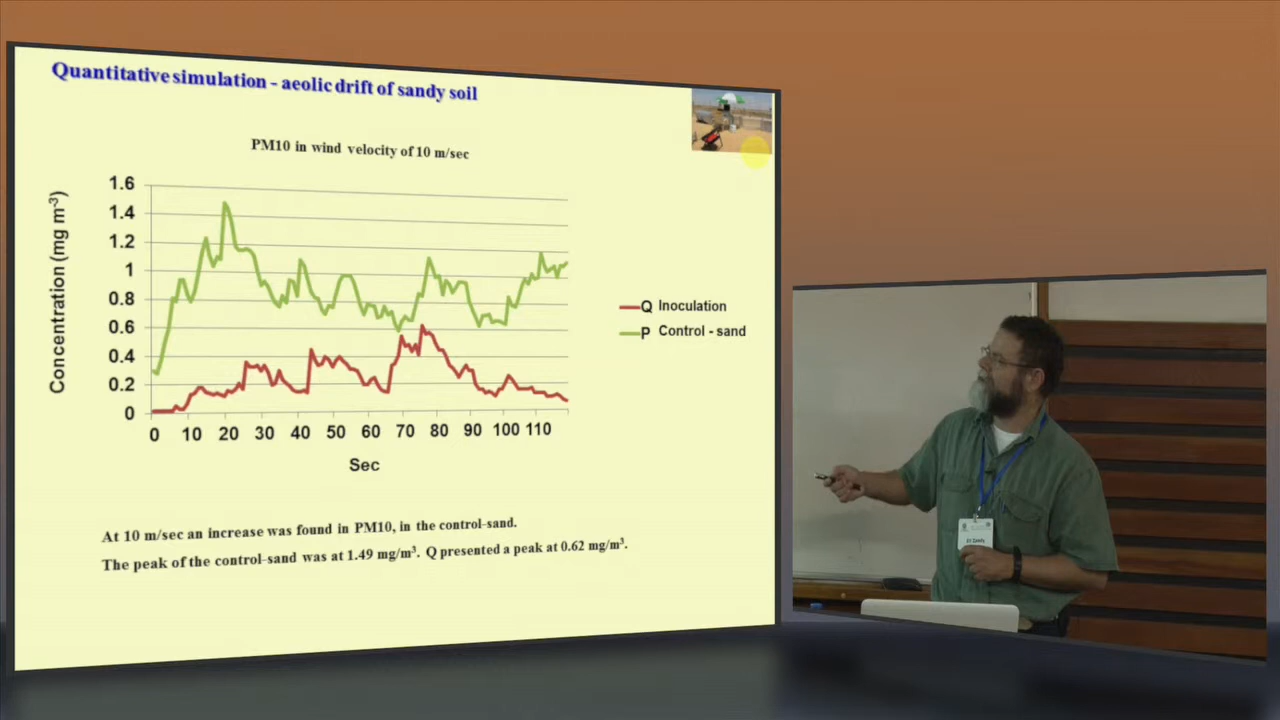 Quantitative simulation - aeolic drift of sandy soil
PM10 in wind velocity of 10 m/sec
Concentration (mg m-³)
1.6
1.4
1.2
1
0.8
0.6
0.4
0.2
0
0 10 20 30 40 50 60 70 80 90 100 110
Sec
Q Inoculation
P Control - sand
At 10 m/sec an increase was found in PM10, in the control-sand.
The peak of the control-sand was at 1.49 mg/m³. Q presented a peak at 0.62 mg/m³.